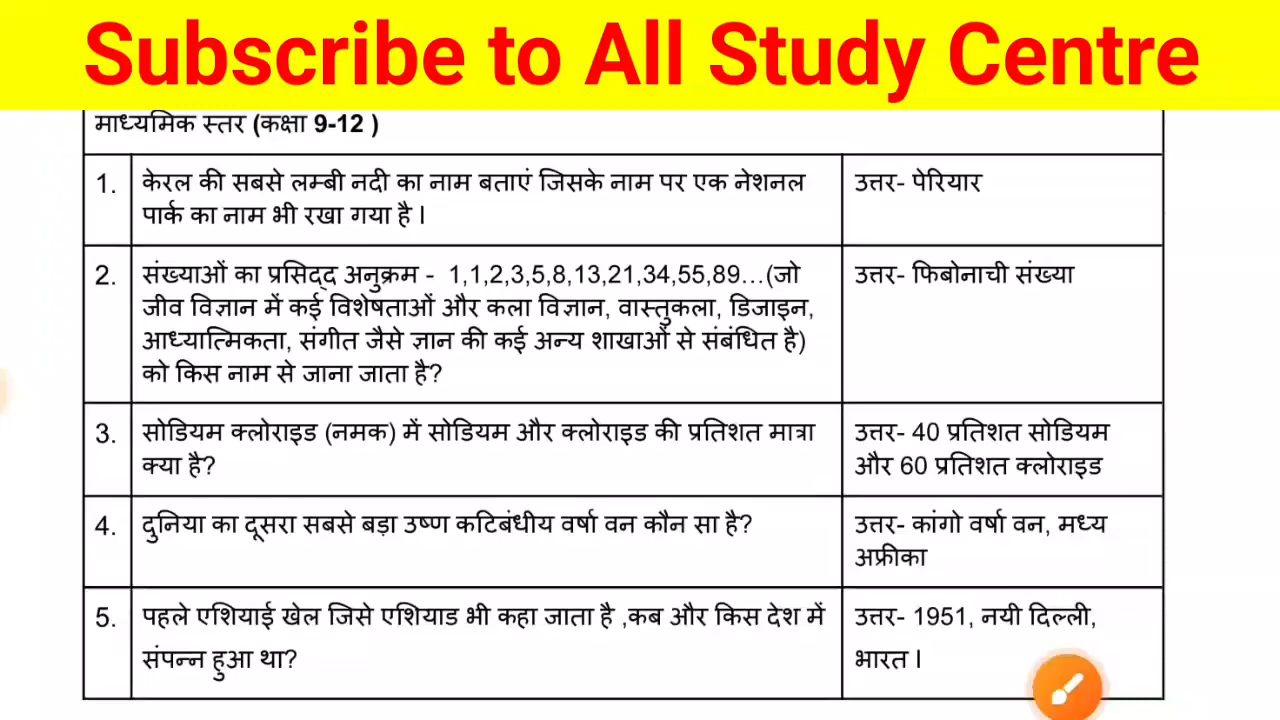 Subscribe to All Study Centre
माध्यमिक स्तर (कक्षा 9-12 )
1. केरल की सबसे लम्बी नदी का नाम बताएं जिसके नाम पर एक नेशनल
पार्क का नाम भी रखा गया है I
उत्तर- पेरियार
2. संख्याओं का प्रसिद्द अनुक्रम - 1,1,2,3,5,8,13,21,34,55,89...(जो
जीव विज्ञान में कई विशेषताओं और कला विज्ञान, वास्तुकला, डिजाइन,
आध्यात्मिकता, संगीत जैसे ज्ञान की कई अन्य शाखाओं से संबंधित है)
को किस नाम से जाना जाता है?
उत्तर- फिबोनाची संख्या
3. सोडियम क्लोराइड (नमक) में सोडियम और क्लोराइड की प्रतिशत मात्रा
क्या है?
उत्तर- 40 प्रतिशत सोडियम
और 60 प्रतिशत क्लोराइड
4. दुनिया का दूसरा सबसे बड़ा उष्ण कटिबंधीय वर्षा वन कौन सा है?
उत्तर- कांगो वर्षा वन, मध्य
अफ्रीका
5. पहले एशियाई खेल जिसे एशियाड भी कहा जाता है ,कब और किस देश में
संपन्न हुआ था?
उत्तर- 1951, नयी दिल्ली,
भारत I